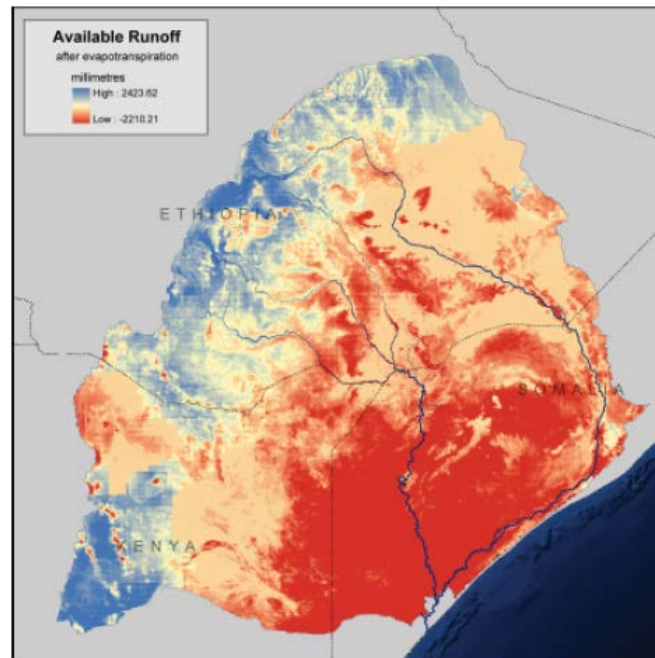 Available Runoff
after evapotranspiration
millimetres
High : 2423.62
Low : -2210.21
ETHIOPIA
SOMALIA
KENYA